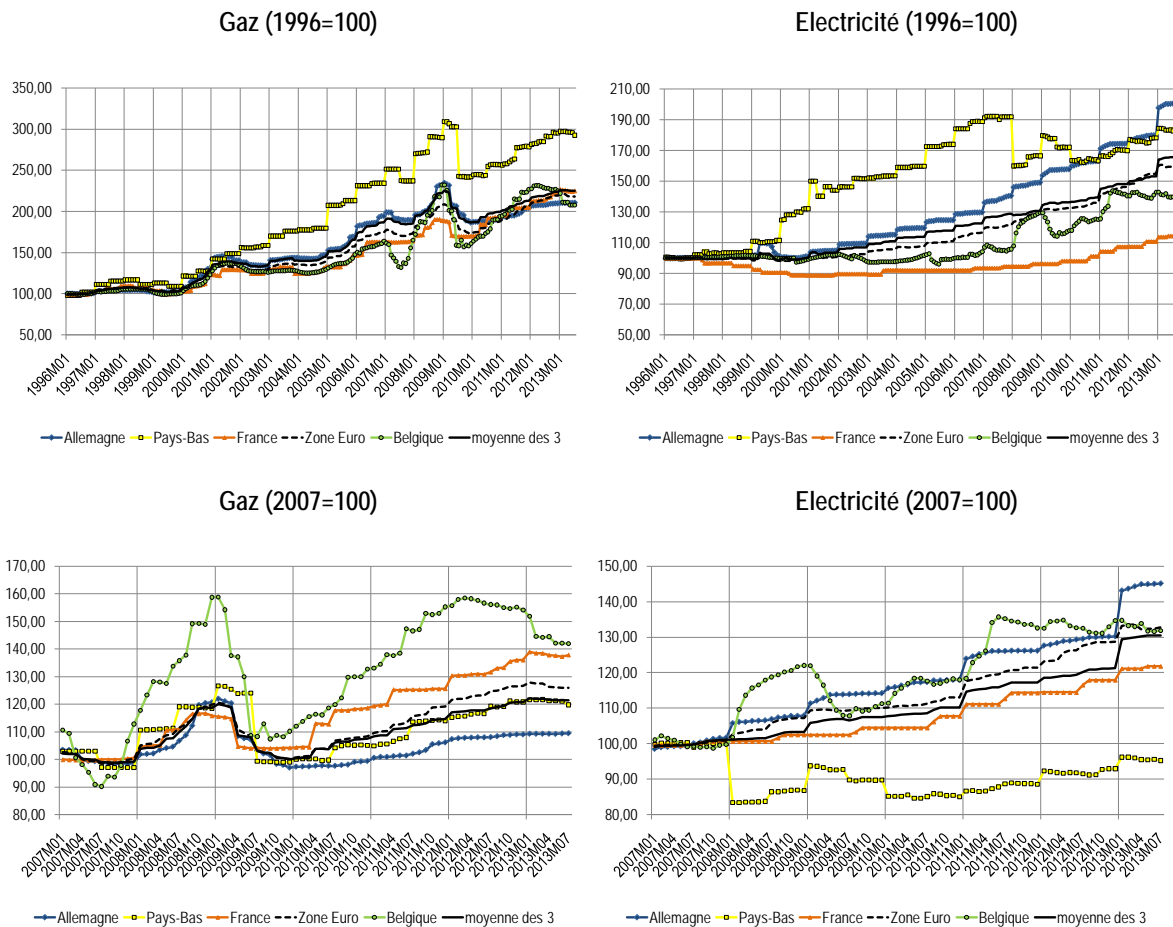 Gaz (1996=100)
350,00
300,00
250,00
200,00
150,00
100,00
50,00
1996M01
1997M01
1998M01
1999M01
2000M01
2001M01
2002M01
2003M01
2004M01
2005M01
2006M01
2007M01
2008M01
2009M01
2010M01
2011M01
2012M01
2013M01
Allemagne Pays-Bas France Zone Euro Belgique moyenne des 3
Electricité (1996=100)
210,00
190,00
170,00
150,00
130,00
110,00
90,00
70,00
50,00
1996M01
1997M01
1998M01
1999M01
2000M01
2001M01
2002M01
2003M01
2004M01
2005M01
2006M01
2007M01
2008M01
2009M01
2010M01
2011M01
2012M01
2013M01
Allemagne Pays-Bas France Zone Euro Belgique moyenne des 3
Gaz (2007=100)
170,00
160,00
150,00
140,00
130,00
120,00
110,00
100,00
90,00
80,00
2007M01
2007M04
2007M07
2007M10
2008M01
2008M04
2008M07
2008M10
2009M01
2009M04
2009M07
2009M10
2010M01
2010M04
2010M07
2010M10
2011M01
2011M04
2011M07
2011M10
2012M01
2012M04
2012M07
2012M10
2013M01
2013M04
2013M07
Allemagne Pays-Bas France Zone Euro Belgique moyenne des 3
Electricité (2007=100)
150,00
140,00
130,00
120,00
110,00
100,00
90,00
80,00
2007M01
2007M04
2007M07
2007M10
2008M01
2008M04
2008M07
2008M10
2009M01
2009M04
2009M07
2009M10
2010M01
2010M04
2010M07
2010M10
2011M01
2011M04
2011M07
2011M10
2012M01
2012M04
2012M07
2012M10
2013M01
2013M04
2013M07
Allemagne Pays-Bas France Zone Euro Belgique moyenne des 3